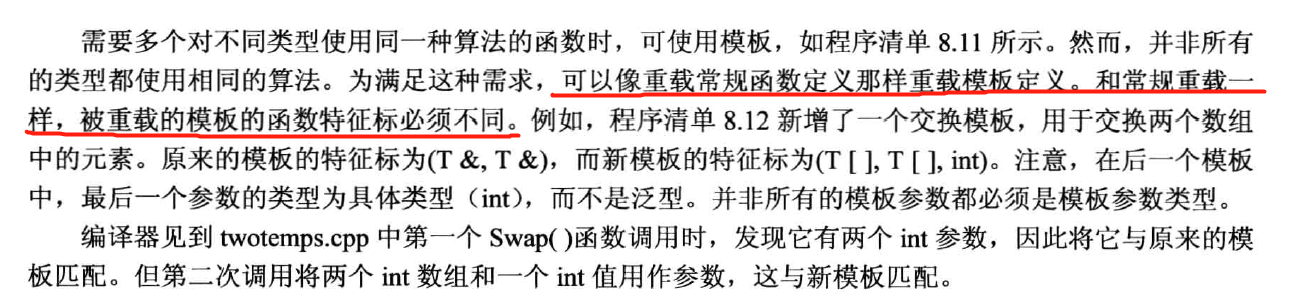 需要多个对不同类型使用同一种算法的函数时，可使用模板，如程序清单 8.11 所示。然而，并非所有
的类型都使用相同的算法。为满足这种需求，可以像重载常规函数定义那样重载模板定义。和常规重载一
样，被重载的模板的函数特征标必须不同。例如，程序清单 8.12 新增了一个交换模板，用于交换两个数组
中的元素。原来的模板的特征标为(T &, T &)，而新模板的特征标为(T [ ], T [ ], int)。注意，在后一个模板
中，最后一个参数的类型为具体类型（int），而不是泛型。并非所有的模板参数都必须是模板参数类型。
编译器见到 twotemps.cpp 中第一个 Swap( )函数调用时，发现它有两个 int 参数，因此将它与原来的模
板匹配。但第二次调用将两个 int 数组和一个 int 值用作参数，这与新模板匹配。